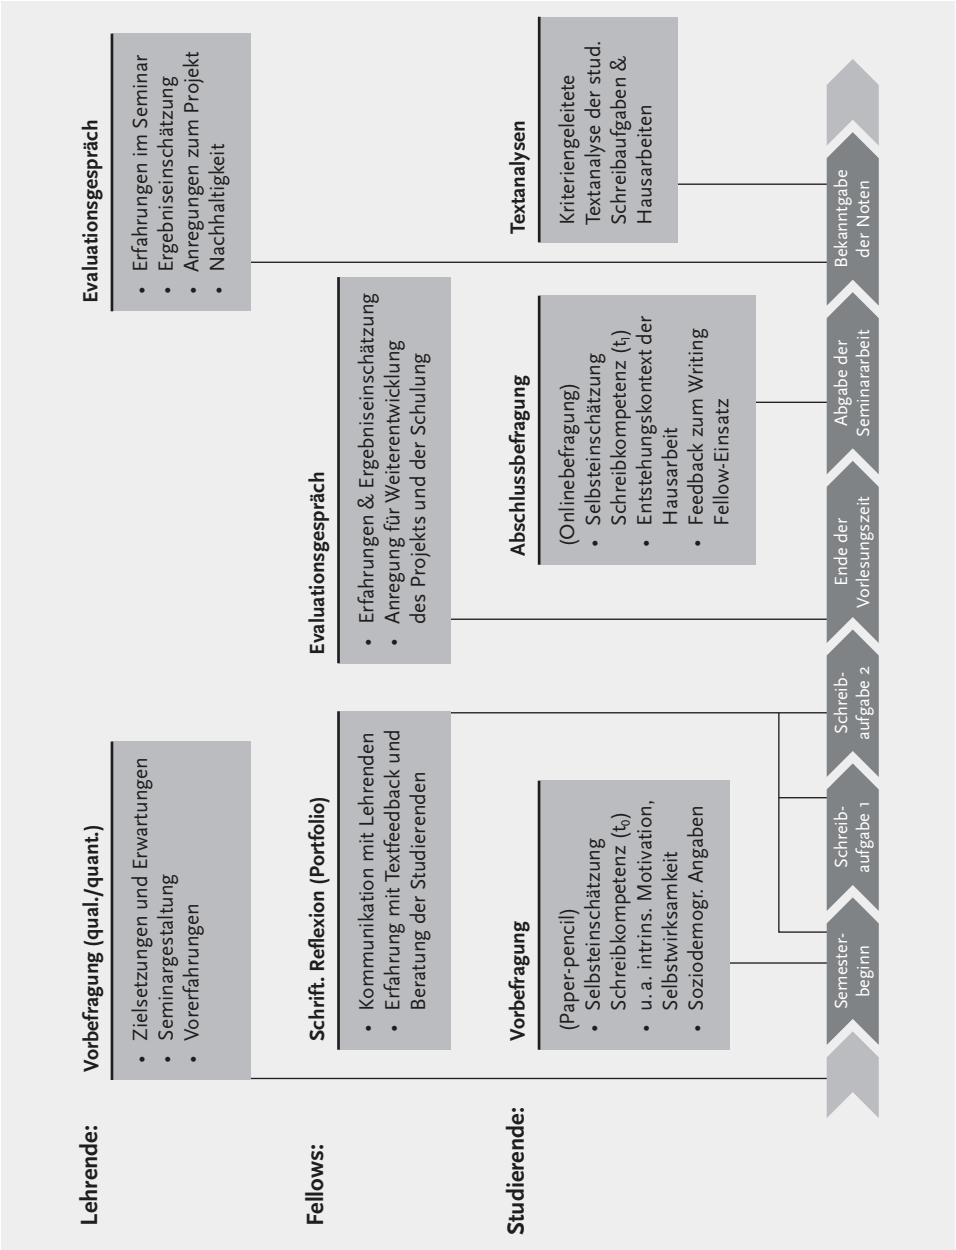 Lehrende:
Vorbefragung (qual./quant.)
• Zielsetzungen und Erwartungen
• Seminargestaltung
• Vorerfahrungen
Evaluationsgespräch
• Erfahrungen im Seminar
• Ergebniseinschätzung
• Anregungen zum Projekt
• Nachhaltigkeit
Fellows:
Schrift. Reflexion (Portfolio)
• Kommunikation mit Lehrenden
• Erfahrung mit Textfeedback und
Beratung der Studierenden
Evaluationsgespräch
• Erfahrungen & Ergebniseinschätzung
• Anregung für Weiterentwicklung
des Projekts und der Schulung
Studierende:
Vorbefragung
(Paper-pencil)
• Selbsteinschätzung
Schreibkompetenz (t₀)
• u. a. intrins. Motivation,
Selbstwirksamkeit
• Soziodemogr. Angaben
Abschlussbefragung
(Onlinebefragung)
• Selbsteinschätzung
Schreibkompetenz (t₁)
• Entstehungskontext der
Hausarbeit
• Feedback zum Writing
Fellow-Einsatz
Textanalysen
Kriteriengeleitete
Textanalyse der stud.
Schreibaufgaben &
Hausarbeiten
Semester-
beginn
Schreib-
aufgabe 1
Schreib-
aufgabe 2
Ende der
Vorlesungszeit
Abgabe der
Seminararbeit
Bekanntgabe
der Noten